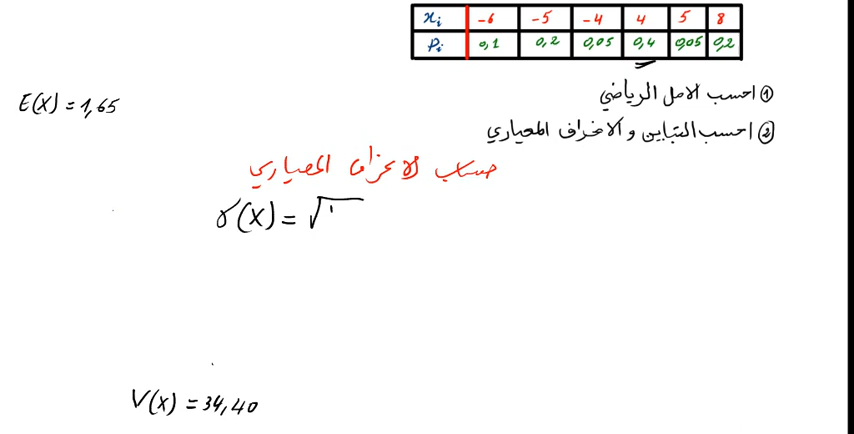 xi -6 -5 -4 4 5 8
Pi 0,1 0,2 0,05 0,4 0,05 0,2
① احسب الامل الرياضي
E(X) = 1,65
② احسب التباين و الانحراف المعياري
حساب الانحراف المعياري
σ(X) = √
V(x) = 34,40